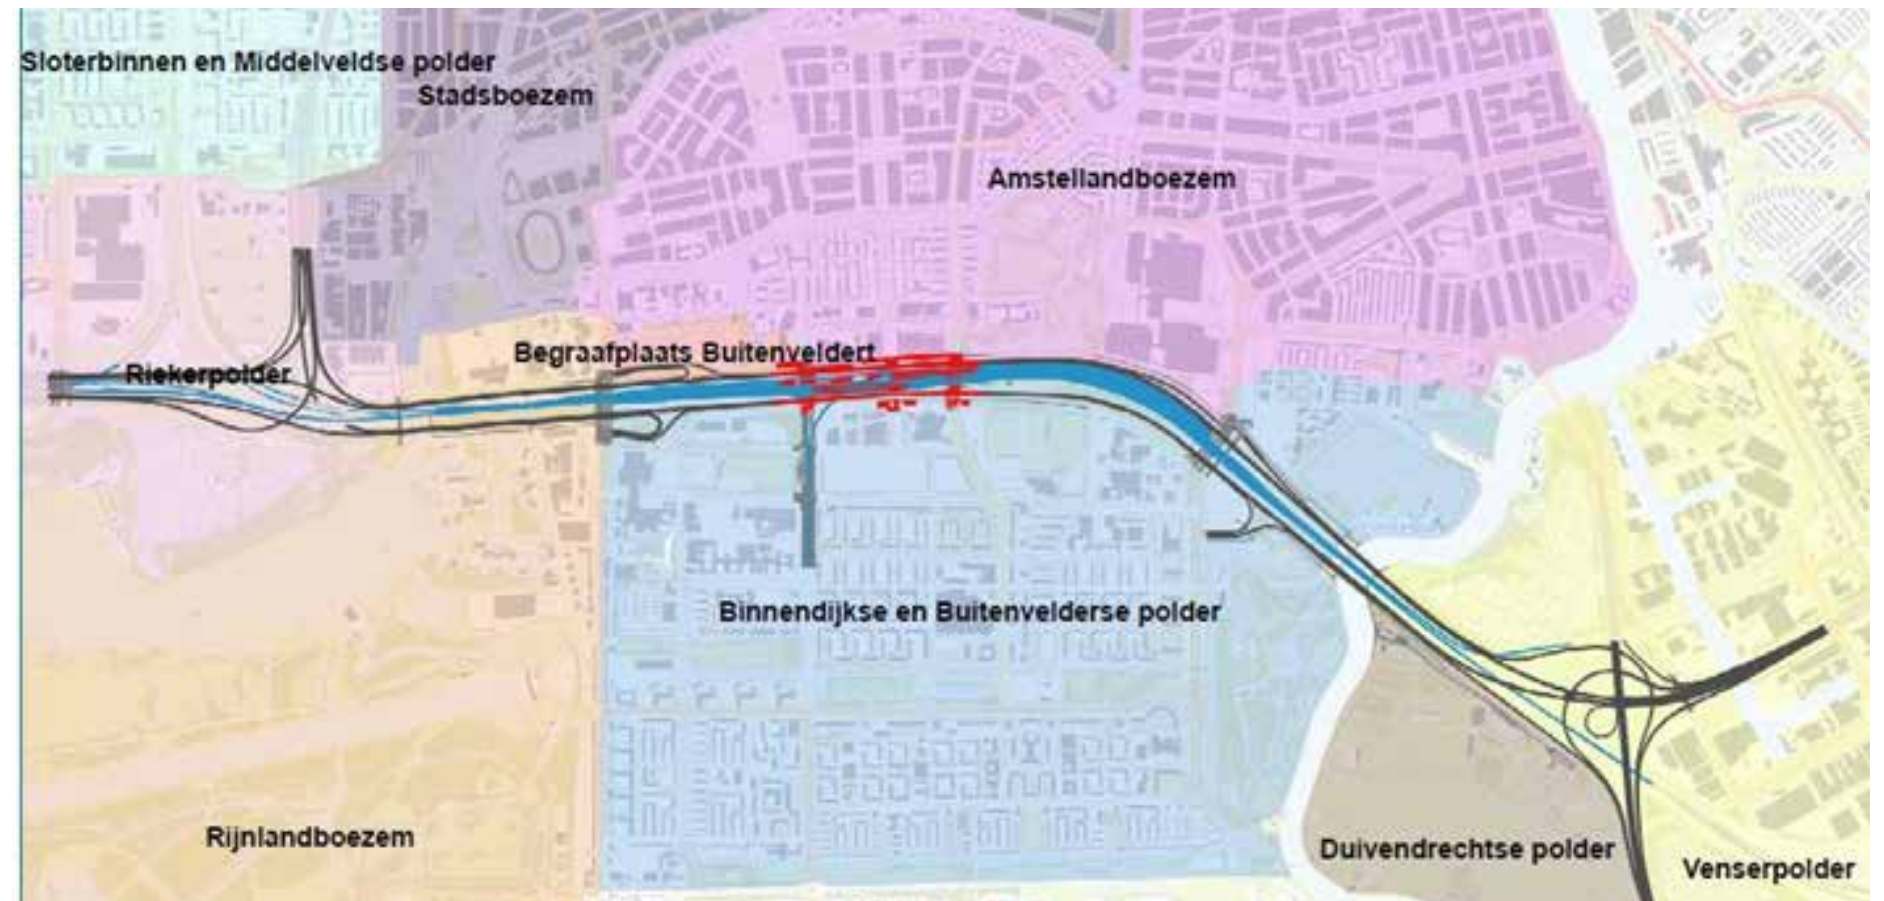 Sloterbinnen en Middelveldse polder
Stadsboezem
Amstellandboezem
Begraafplaats Buitenveldert
Riekerpolder
Binnendijkse en Buitenvelderse polder
Rijnlandboezem
Duivendrechtse polder
Venserpolder